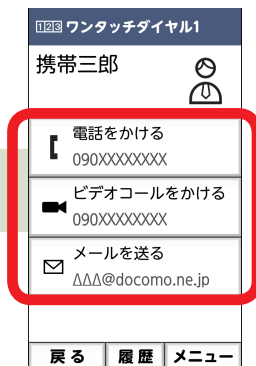 123 ワンタッチダイヤル1
携帯三郎
電話をかける
090XXXXXXXX
ビデオコールをかける
090XXXXXXXX
メールを送る
ΔΔΔ@docomo.ne.jp
戻る 履歴 メニュー